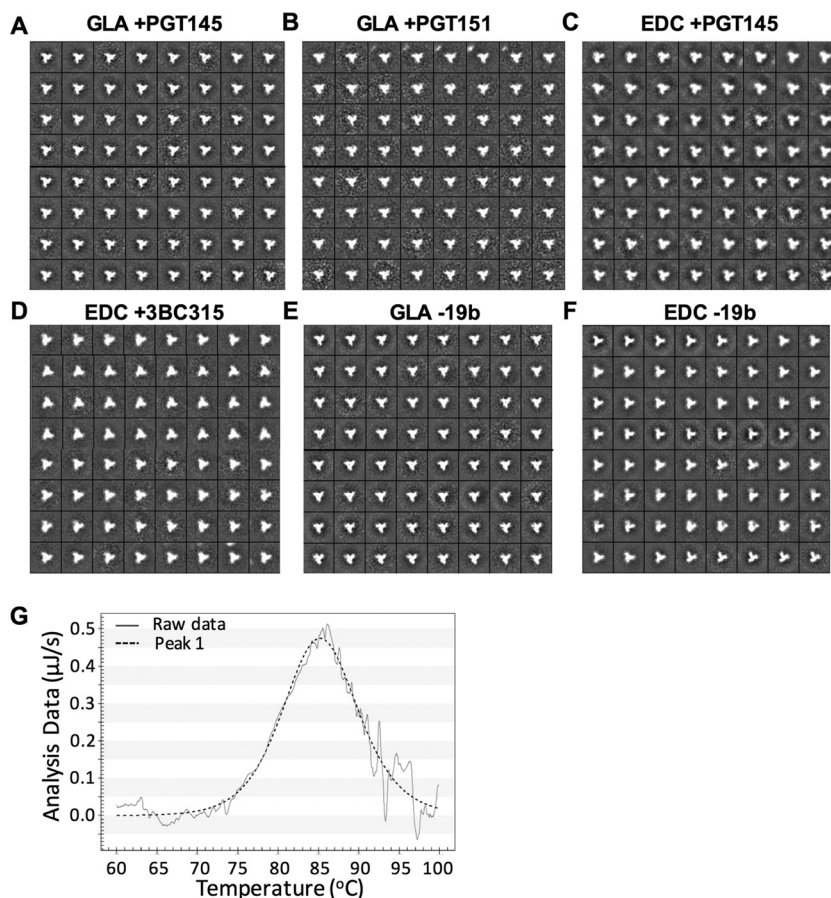 A
GLA +PGT145
B
GLA +PGT151
C
EDC +PGT145
D
EDC +3BC315
E
GLA -19b
F
EDC -19b
G
Raw data
Peak 1
Analysis Data (µJ/s)
0.5
0.4
0.3
0.2
0.1
0.0
60 65 70 75 80 85 90 95 100
Temperature (°C)